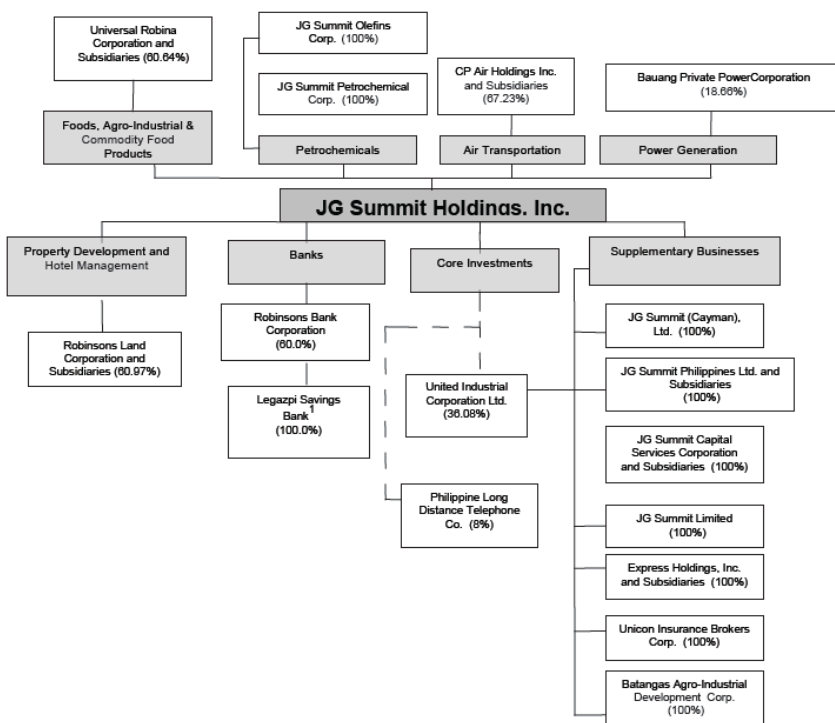 Universal Robina
Corporation and
Subsidiaries (60.64%)
JG Summit Olefins
Corp. (100%)
JG Summit Petrochemical
Corp. (100%)
CP Air Holdings Inc.
and Subsidiaries
(67.23%)
Bauang Private PowerCorporation
(18.66%)
Foods, Agro-Industrial &
Commodity Food
Products
Petrochemicals
Air Transportation
Power Generation
JG Summit Holdings. Inc.
Property Development and
Hotel Management
Banks
Core Investments
Supplementary Businesses
Robinsons Land
Corporation and
Subsidiaries (60.97%)
Robinsons Bank
Corporation
(60.0%)
Legazpi Savings
Bank1
(100.0%)
United Industrial
Corporation Ltd.
(36.08%)
Philippine Long
Distance Telephone
Co. (8%)
JG Summit (Cayman),
Ltd. (100%)
JG Summit Philippines Ltd. and
Subsidiaries
(100%)
JG Summit Capital
Services Corporation
and Subsidiaries (100%)
JG Summit Limited
(100%)
Express Holdings, Inc.
and Subsidiaries (100%)
Unicon Insurance Brokers
Corp. (100%)
Batangas Agro-Industrial
Development Corp.
(100%)